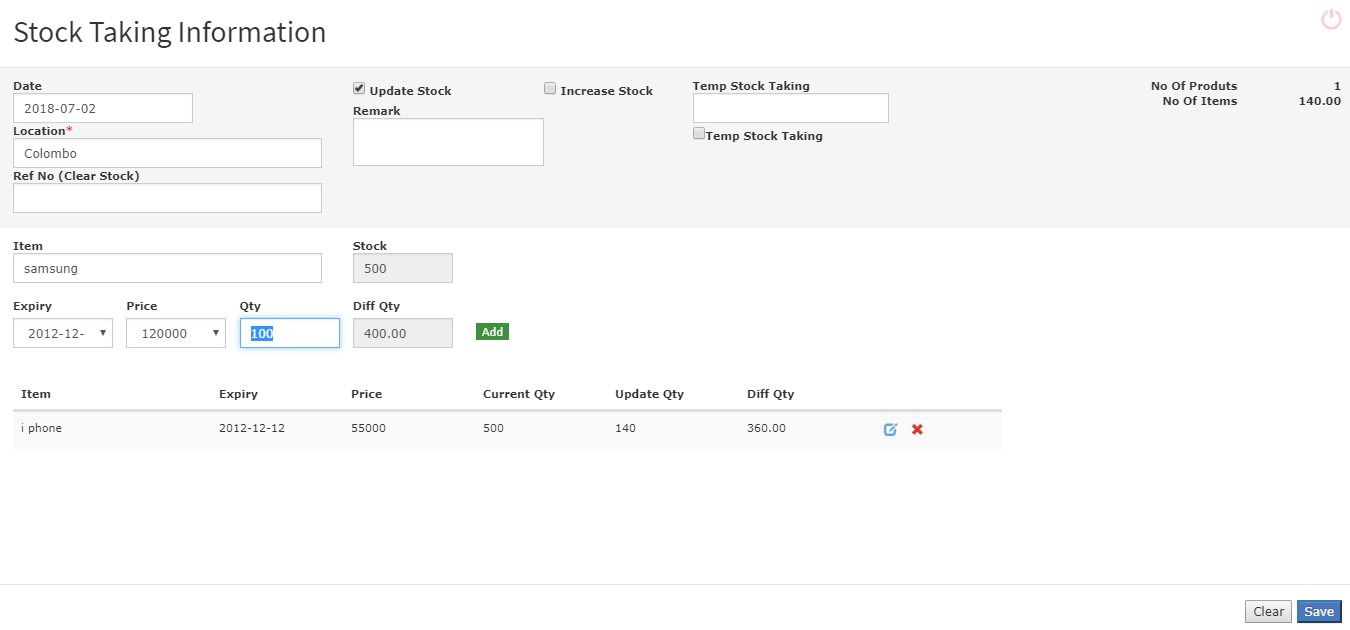 Stock Taking Information
Date
2018-07-02
Location*
Colombo
Ref No (Clear Stock)
Update Stock
Increase Stock
Remark
Temp Stock Taking
Temp Stock Taking
No Of Produts 1
No Of Items 140.00
Item
samsung
Stock
500
Expiry Price Qty Diff Qty
2012-12- 120000 100 400.00 Add
Item Expiry Price Current Qty Update Qty Diff Qty
i phone 2012-12-12 55000 500 140 360.00
Clear Save